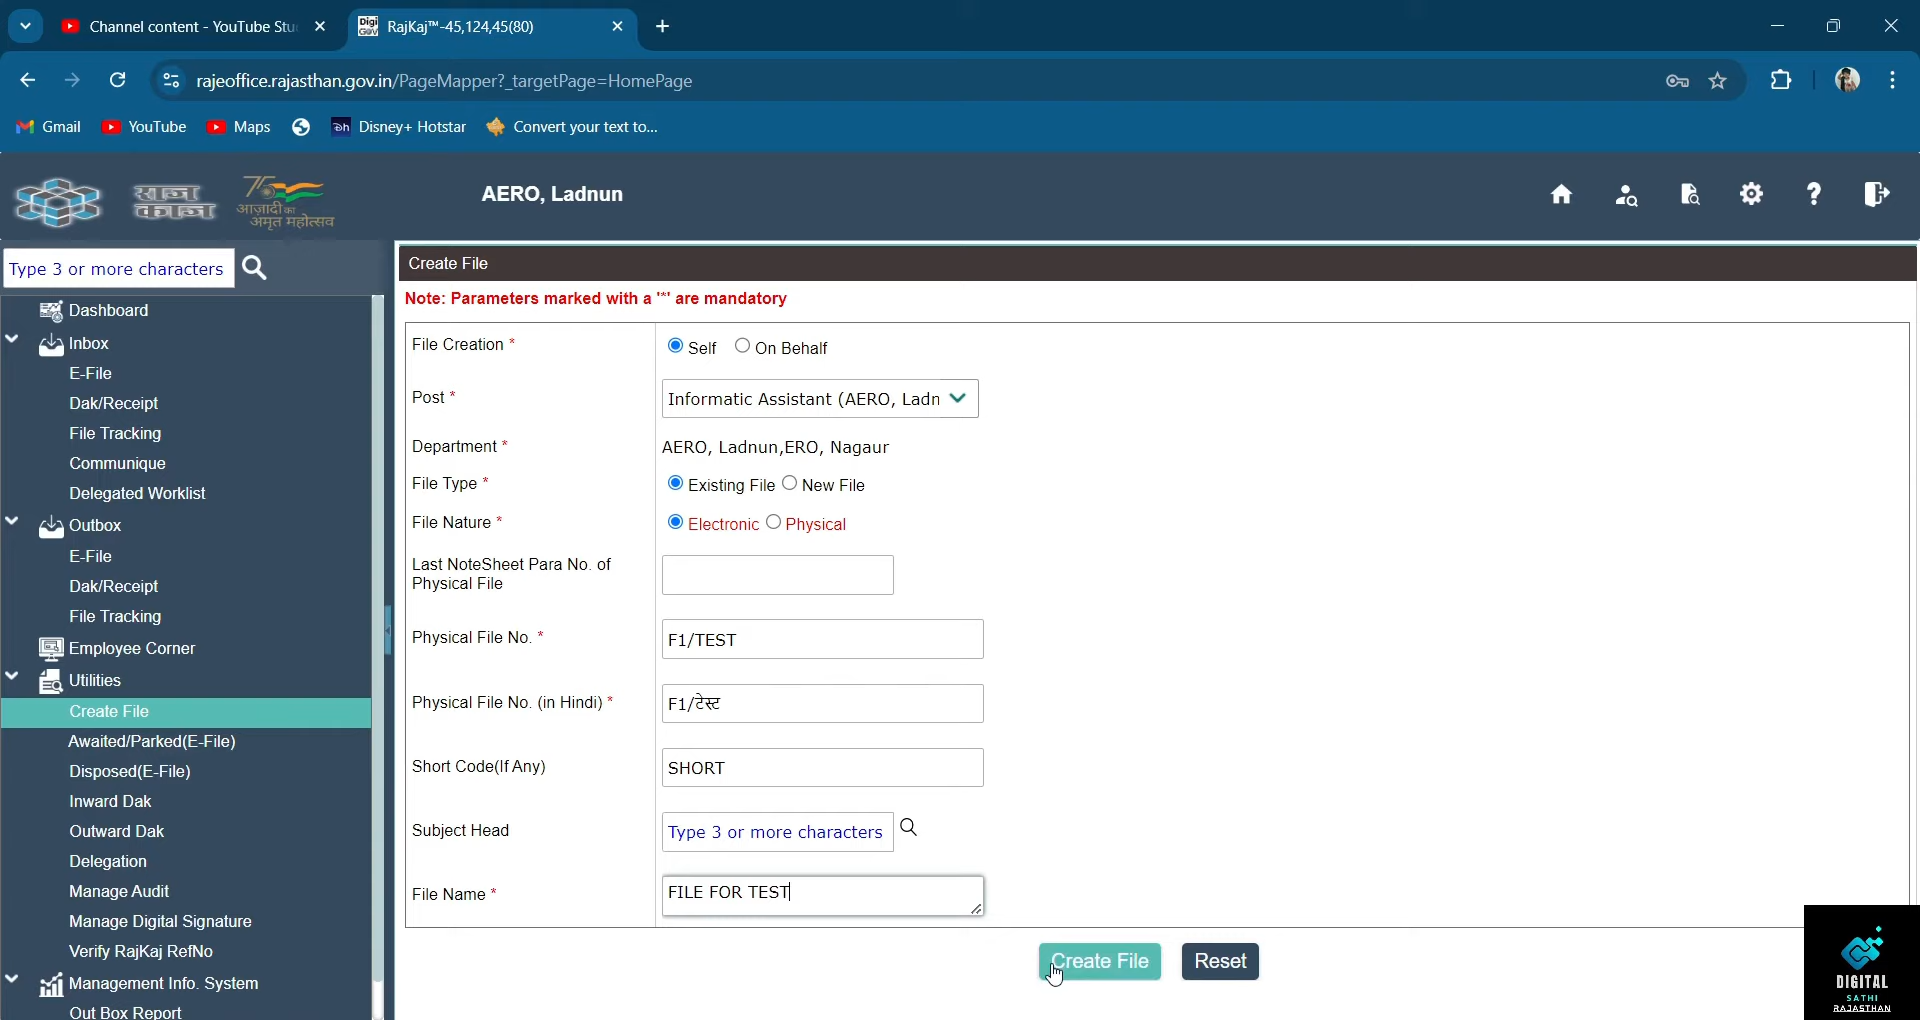 Channel content - YouTube Stu
RajKaj™-45,124,45(80)
rajeoffice.rajasthan.gov.in/PageMapper?_targetPage=HomePage
Gmail
YouTube
Maps
Disney+ Hotstar
Convert your text to...
राज काज
75 आज़ादी का अमृत महोत्सव
AERO, Ladnun
Type 3 or more characters
Dashboard
Inbox
E-File
Dak/Receipt
File Tracking
Communique
Delegated Worklist
Outbox
E-File
Dak/Receipt
File Tracking
Employee Corner
Utilities
Create File
Awaited/Parked(E-File)
Disposed(E-File)
Inward Dak
Outward Dak
Delegation
Manage Audit
Manage Digital Signature
Verify RajKaj RefNo
Management Info. System
Out Box Report
Create File
Note: Parameters marked with a '*' are mandatory
File Creation * Self On Behalf
Post * Informatic Assistant (AERO, Ladn
Department * AERO, Ladnun,ERO, Nagaur
File Type * Existing File New File
File Nature * Electronic Physical
Last NoteSheet Para No. of
Physical File
Physical File No. * F1/TEST
Physical File No. (in Hindi) * F1/टेस्ट
Short Code(If Any) SHORT
Subject Head Type 3 or more characters
File Name * FILE FOR TEST
Create File Reset
DIGITAL
SATHI
RAJASTHAN